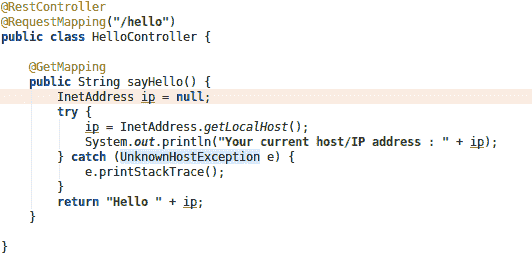 @RestController
@RequestMapping("/hello")
public class HelloController {
@GetMapping
public String sayHello() {
InetAddress ip = null;
try {
ip = InetAddress.getLocalHost();
System.out.println("Your current host/IP address : " + ip);
} catch (UnknownHostException e) {
e.printStackTrace();
}
return "Hello " + ip;
}
}